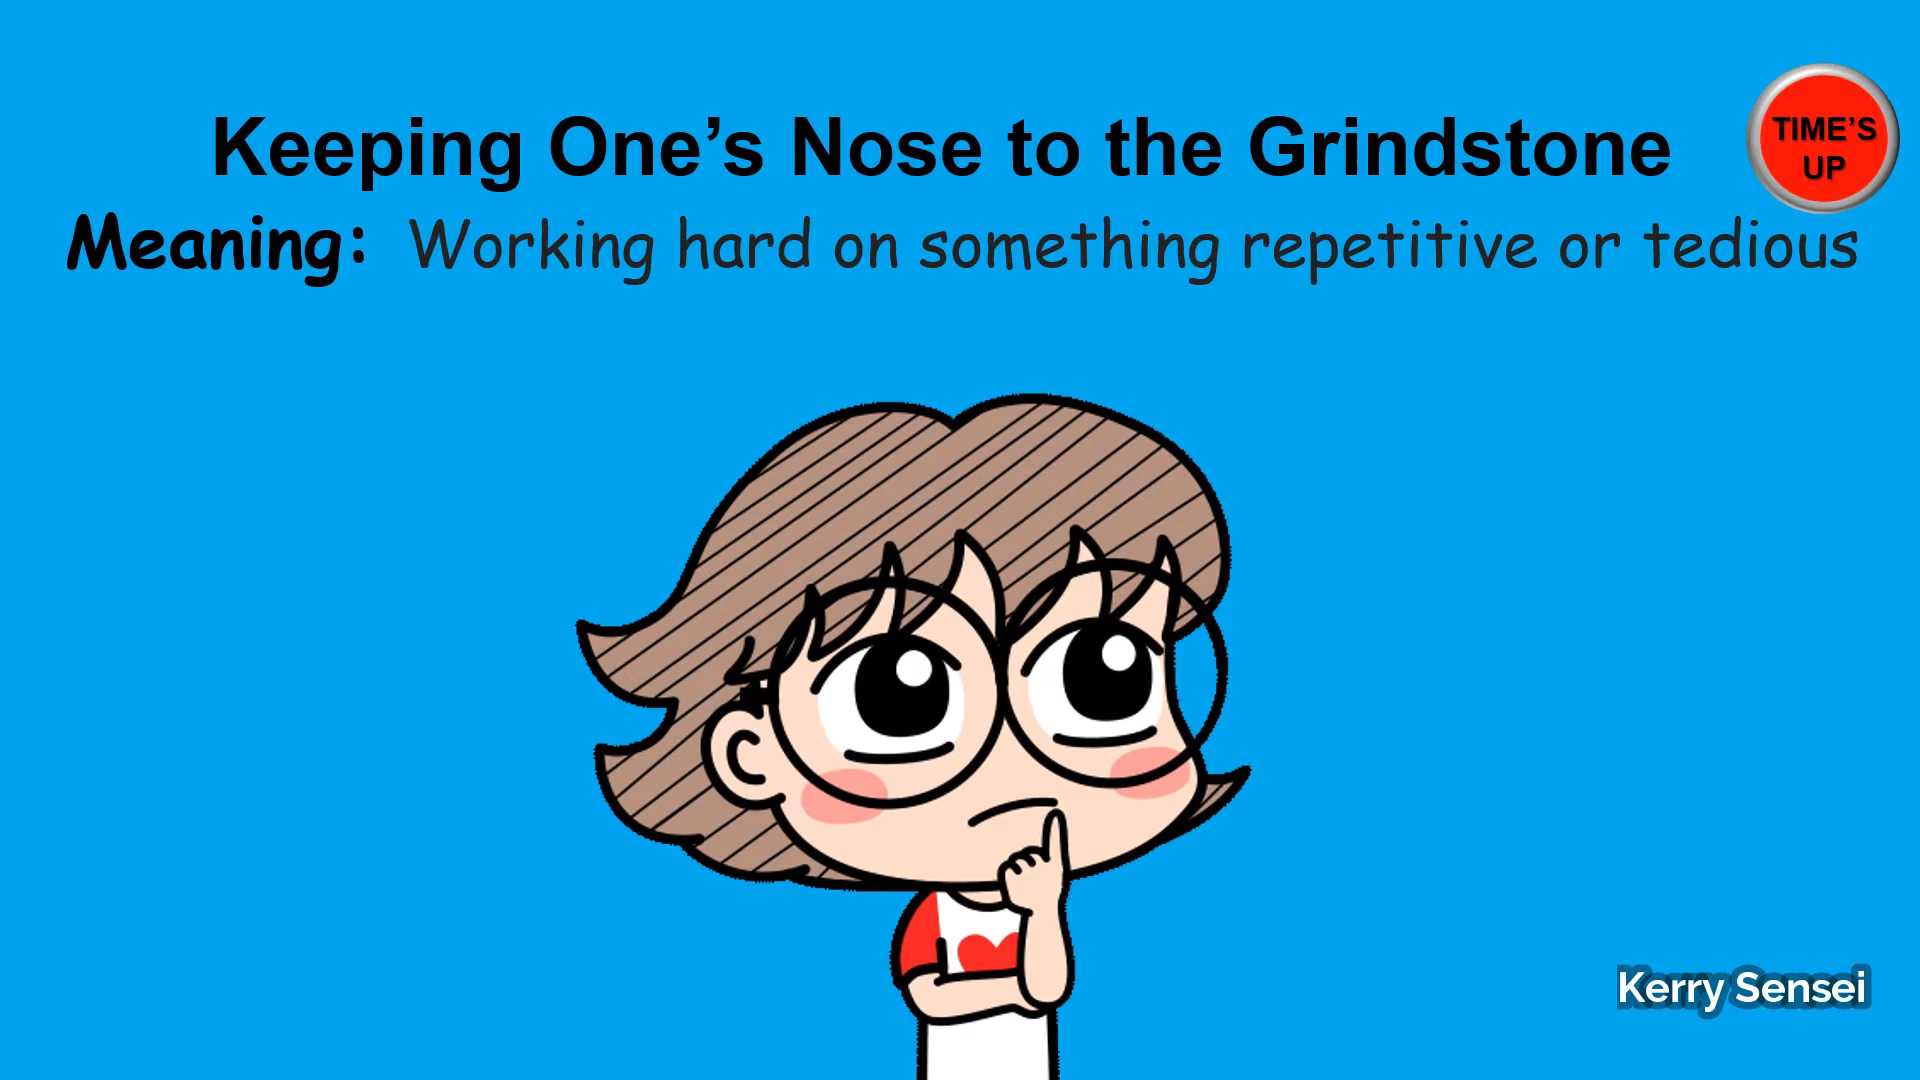 Keeping One’s Nose to the Grindstone
TIME’S
UP
Meaning: Working hard on something repetitive or tedious
Kerry Sensei